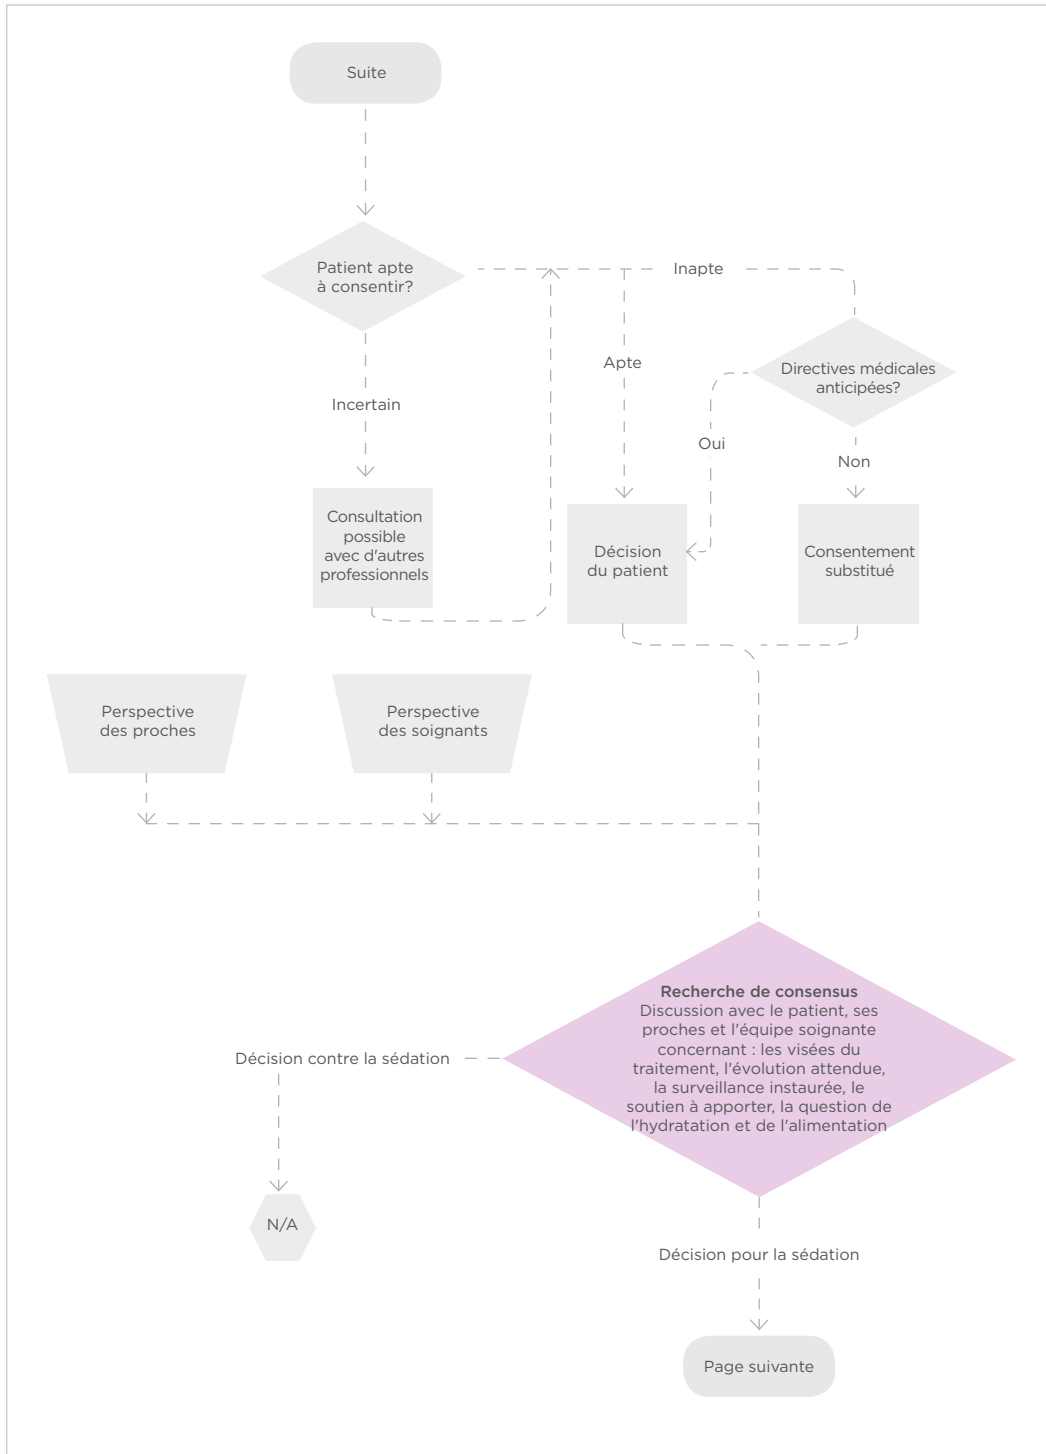 Suite
Patient apte
à consentir?
Inapte
Apte
Directives médicales
anticipées?
Incertain
Oui
Non
Consultation
possible
avec d'autres
professionnels
Décision
du patient
Consentement
substitué
Perspective
des proches
Perspective
des soignants
Recherche de consensus
Discussion avec le patient, ses
proches et l'équipe soignante
concernant : les visées du
traitement, l'évolution attendue,
la surveillance instaurée, le
soutien à apporter, la question de
l'hydratation et de l'alimentation
Décision contre la sédation
N/A
Décision pour la sédation
Page suivante